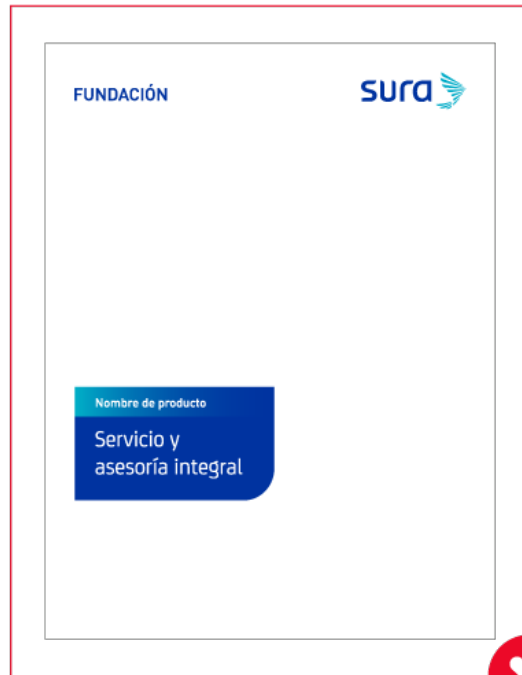 FUNDACIÓN
sura
Nombre de producto
Servicio y
asesoría integral